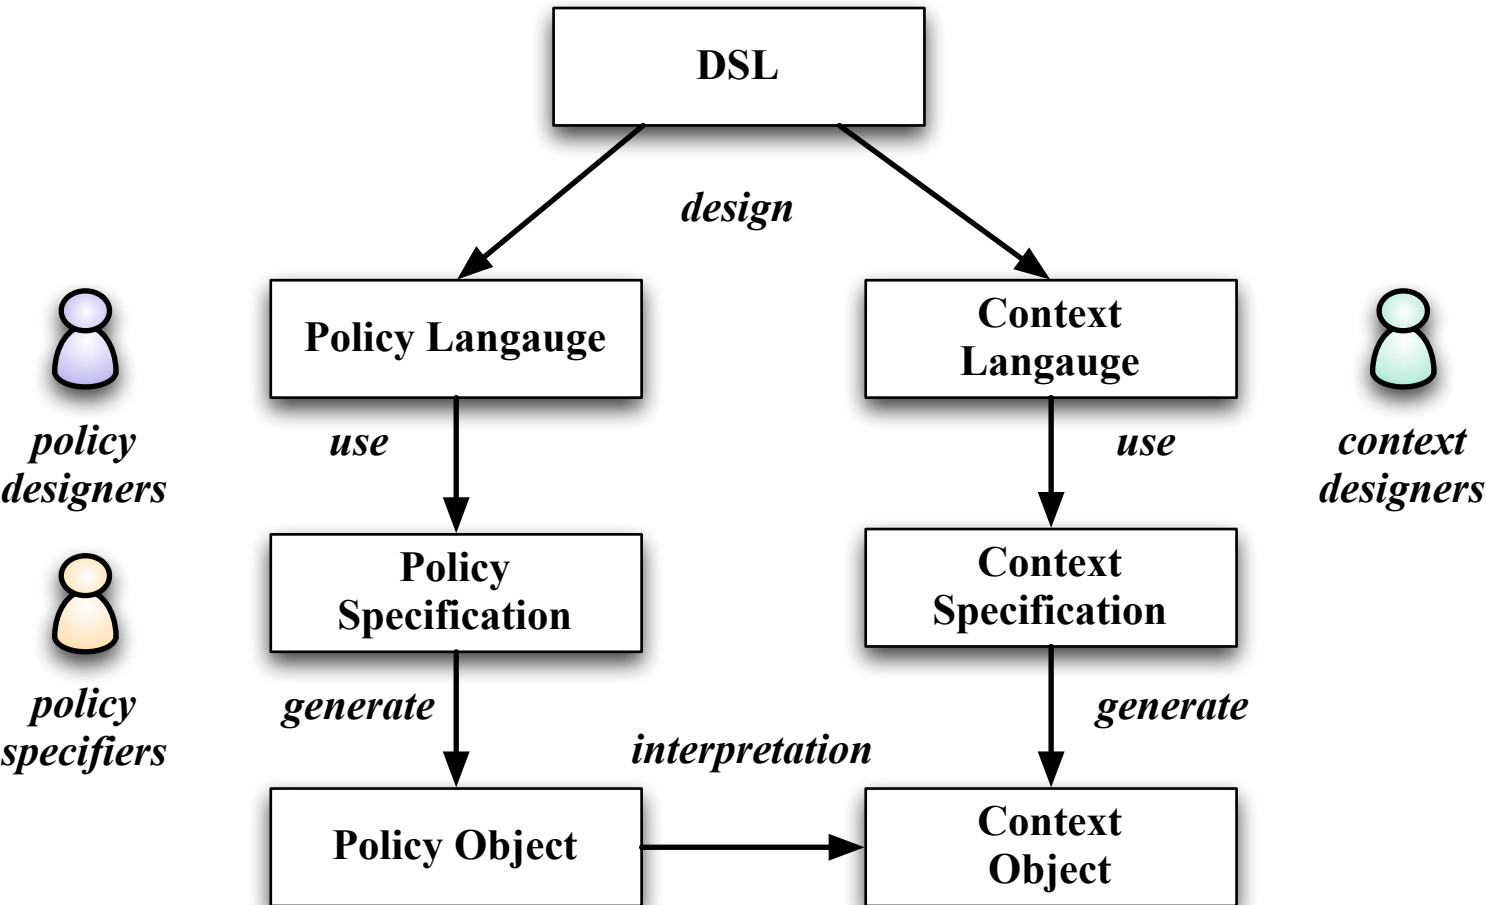 DSL
design
Policy Langauge
Context
Langauge
policy
designers
use
use
context
designers
Policy
Specification
Context
Specification
policy
specifiers
generate
generate
interpretation
Policy Object
Context
Object